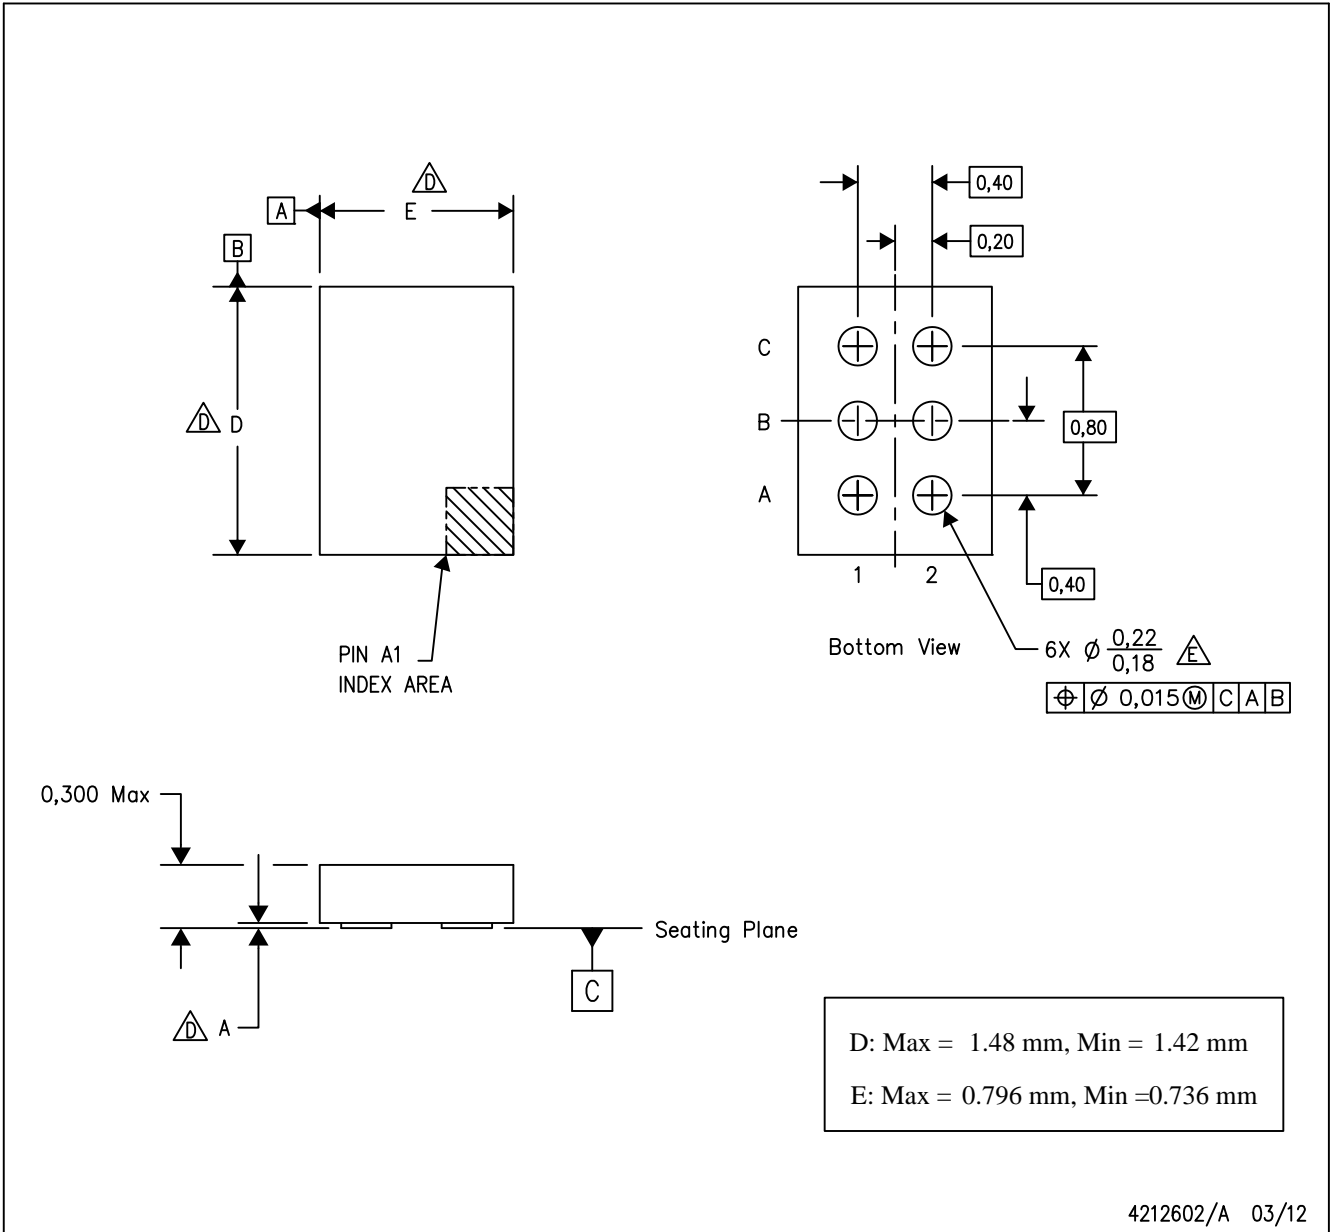 D
A
E
B
D
D
PIN A1
INDEX AREA
0,40
0,20
C
B
A
0,80
1
2
0,40
Bottom View
6X Ø 0,22
0,18
E
⌖ Ø 0,015 Ⓜ C A B
0,300 Max
Seating Plane
C
D
A
D: Max = 1.48 mm, Min = 1.42 mm
E: Max = 0.796 mm, Min =0.736 mm
4212602/A 03/12